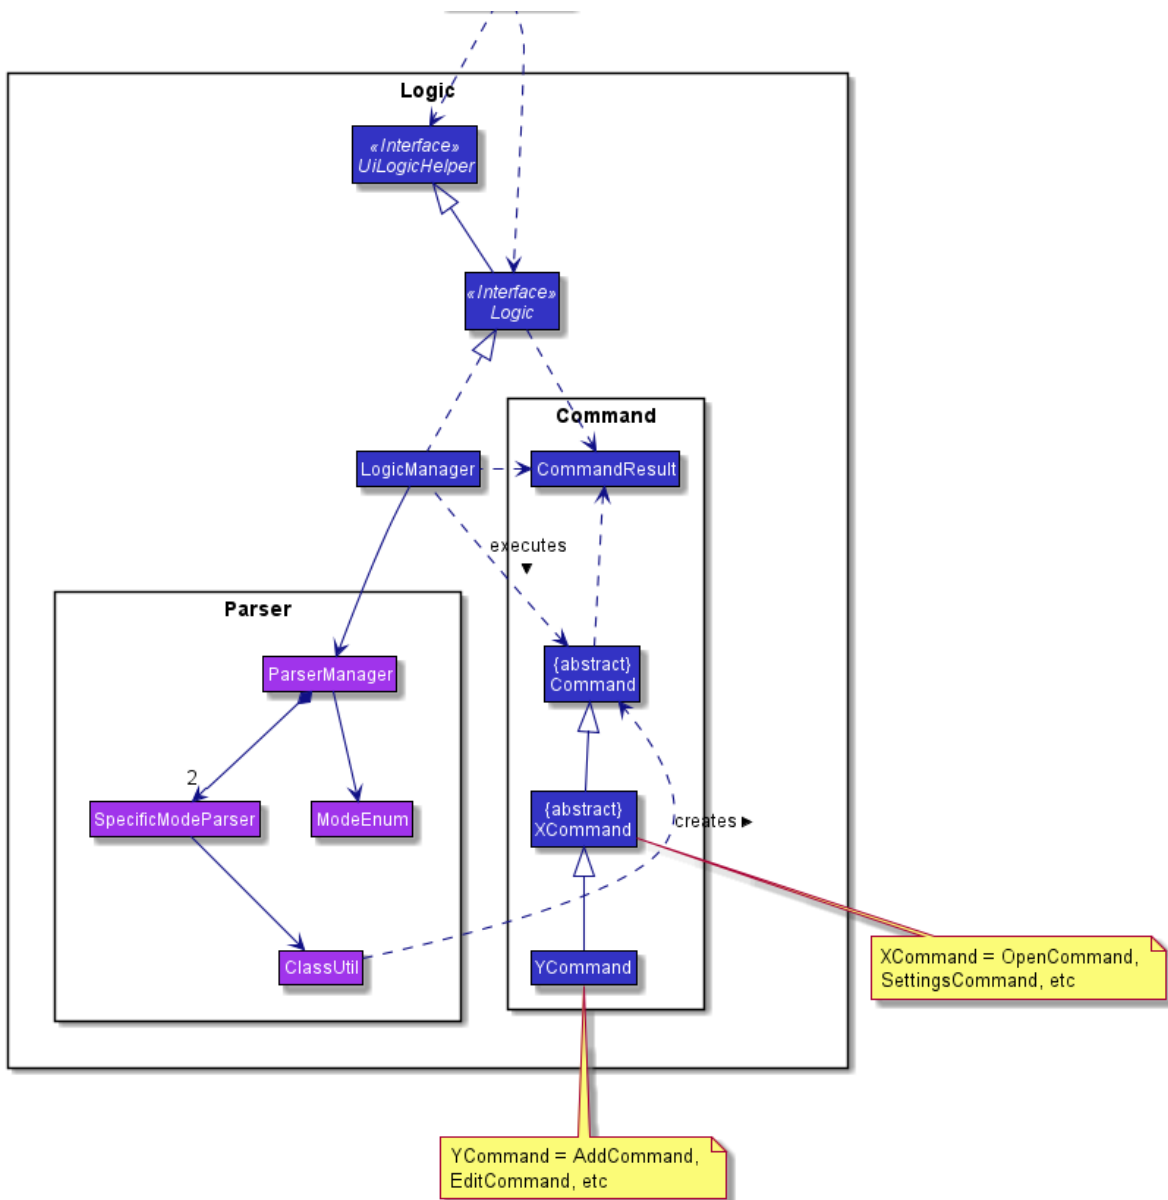 Logic
«Interface»
UiLogicHelper
«Interface»
Logic
Command
LogicManager
CommandResult
executes
Parser
{abstract}
Command
ParserManager
2
SpecificModeParser
ModeEnum
{abstract}
XCommand
creates
ClassUtil
YCommand
XCommand = OpenCommand,
SettingsCommand, etc
YCommand = AddCommand,
EditCommand, etc